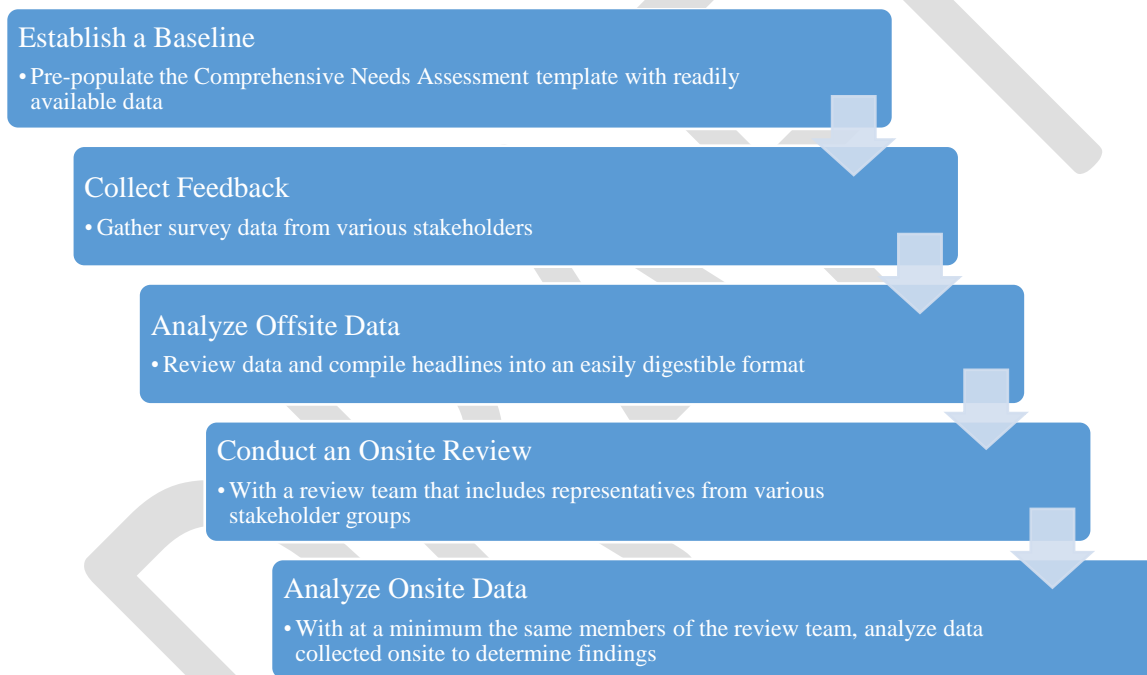 Establish a Baseline
• Pre-populate the Comprehensive Needs Assessment template with readily
available data
Collect Feedback
• Gather survey data from various stakeholders
Analyze Offsite Data
• Review data and compile headlines into an easily digestible format
Conduct an Onsite Review
• With a review team that includes representatives from various
stakeholder groups
Analyze Onsite Data
• With at a minimum the same members of the review team, analyze data
collected onsite to determine findings